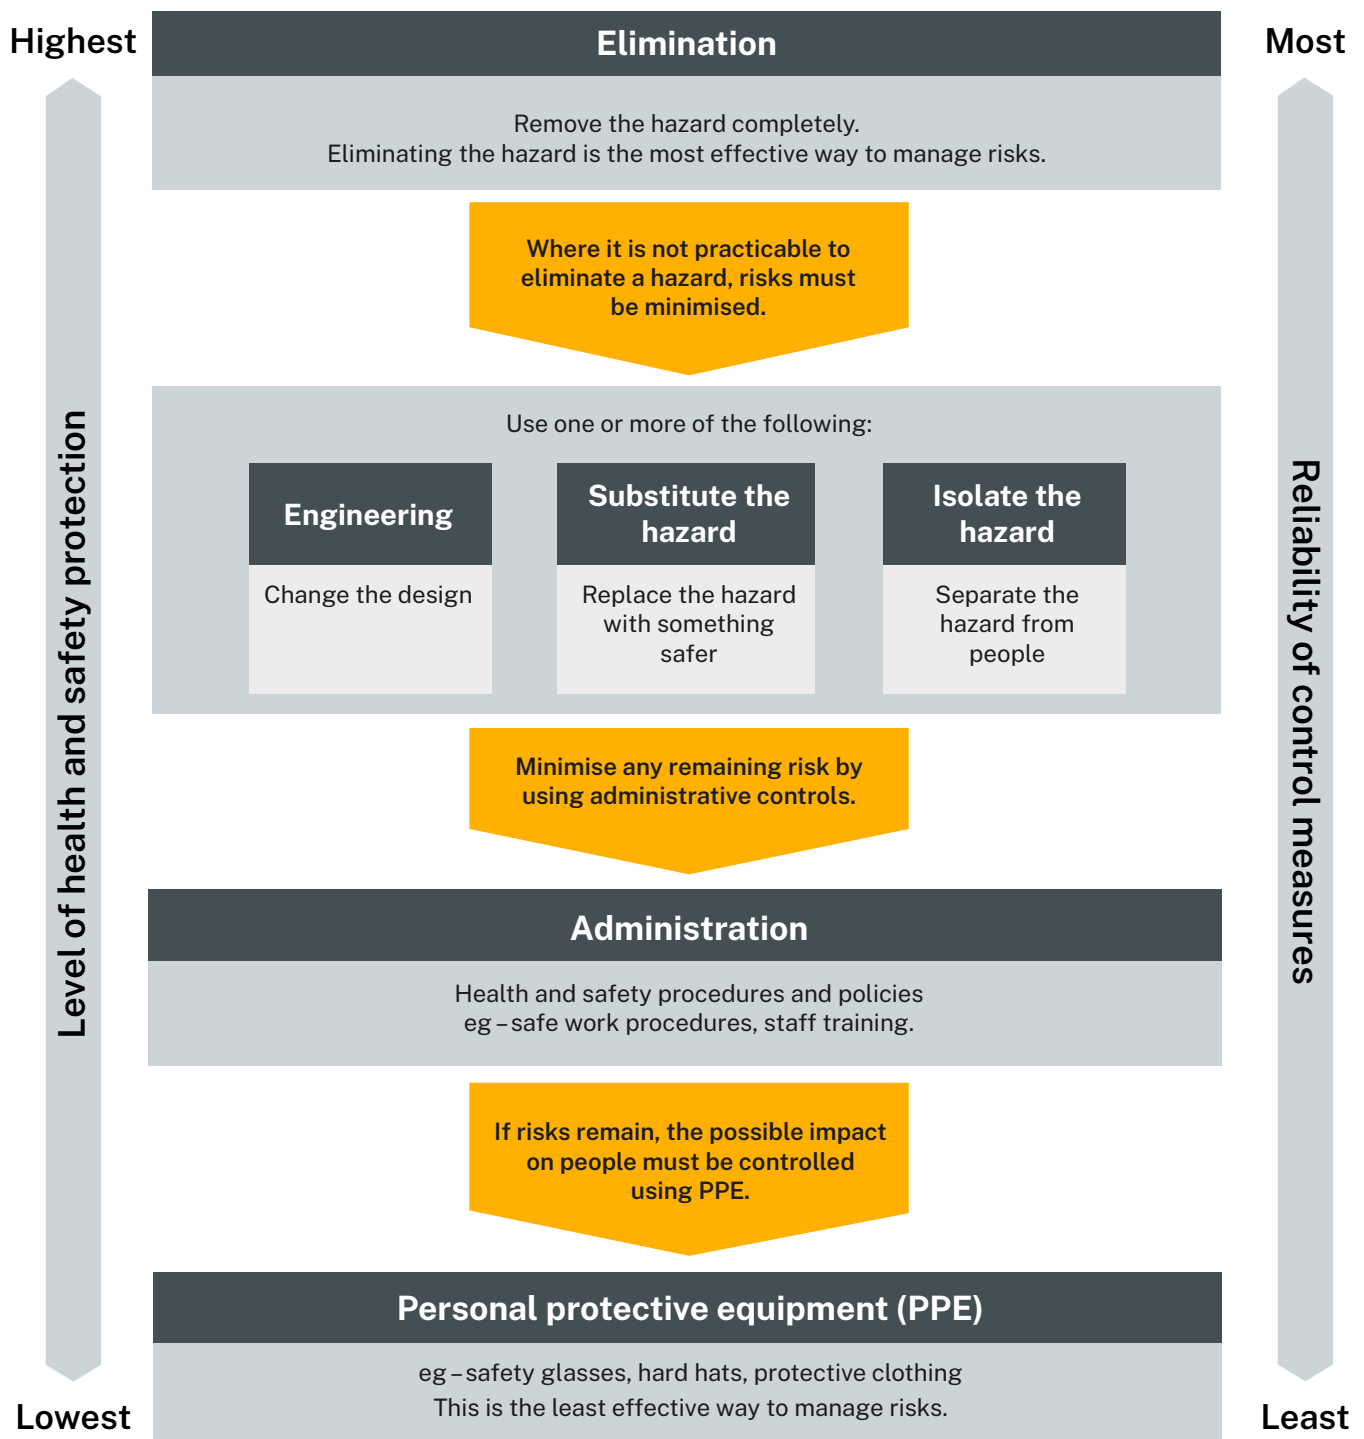 Highest
Elimination
Most
Remove the hazard completely.
Eliminating the hazard is the most effective way to manage risks.
Where it is not practicable to
eliminate a hazard, risks must
be minimised.
Use one or more of the following:
Engineering
Change the design
Substitute the
hazard
Replace the hazard
with something
safer
Isolate the
hazard
Separate the
hazard from
people
Level of health and safety protection
Reliability of control measures
Minimise any remaining risk by
using administrative controls.
Administration
Health and safety procedures and policies
eg – safe work procedures, staff training.
If risks remain, the possible impact
on people must be controlled
using PPE.
Personal protective equipment (PPE)
eg – safety glasses, hard hats, protective clothing
This is the least effective way to manage risks.
Lowest
Least